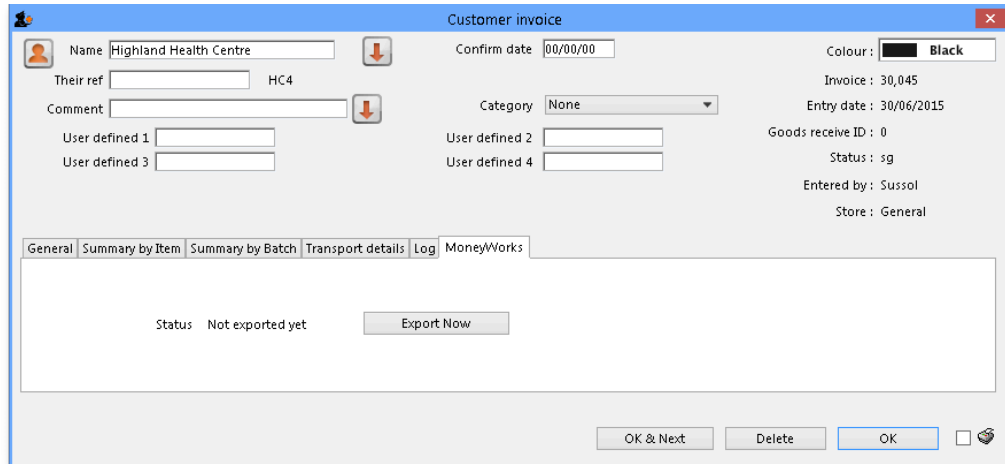 Customer invoice
Name Highland Health Centre Confirm date 00/00/00 Colour : Black
Their ref HC4 Invoice : 30,045
Comment Category None Entry date : 30/06/2015
User defined 1 User defined 2 Goods receive ID : 0
User defined 3 User defined 4 Status : sg
Entered by : Sussol
Store : General
General Summary by Item Summary by Batch Transport details Log MoneyWorks
Status Not exported yet Export Now
OK & Next Delete OK